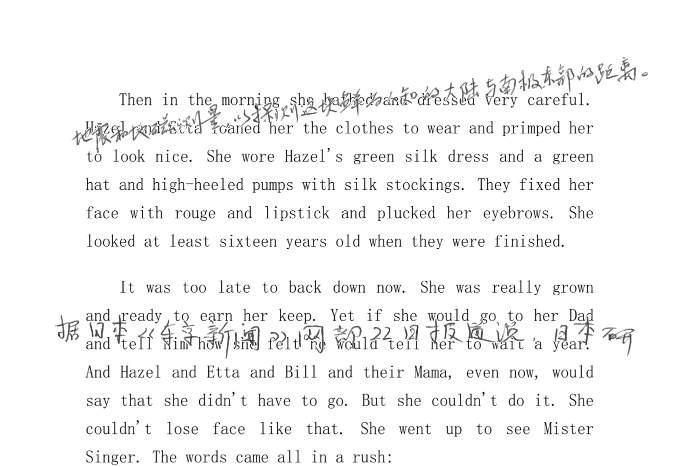 Then in the morning she bathed and dressed very careful.
地震和地磁测量,以探测这块鲜为人知的大陆与南极东部的距离。
Hazel and Etta loaned her the clothes to wear and primped her
to look nice. She wore Hazel's green silk dress and a green
hat and high-heeled pumps with silk stockings. They fixed her
face with rouge and lipstick and plucked her eyebrows. She
looked at least sixteen years old when they were finished.
It was too late to back down now. She was really grown
and ready to earn her keep. Yet if she would go to her Dad
据日本《东京新闻》网站22日报道说,日本研
and tell him how she felt he would tell her to wait a year.
And Hazel and Etta and Bill and their Mama, even now, would
say that she didn't have to go. But she couldn't do it. She
couldn't lose face like that. She went up to see Mister
Singer. The words came all in a rush: